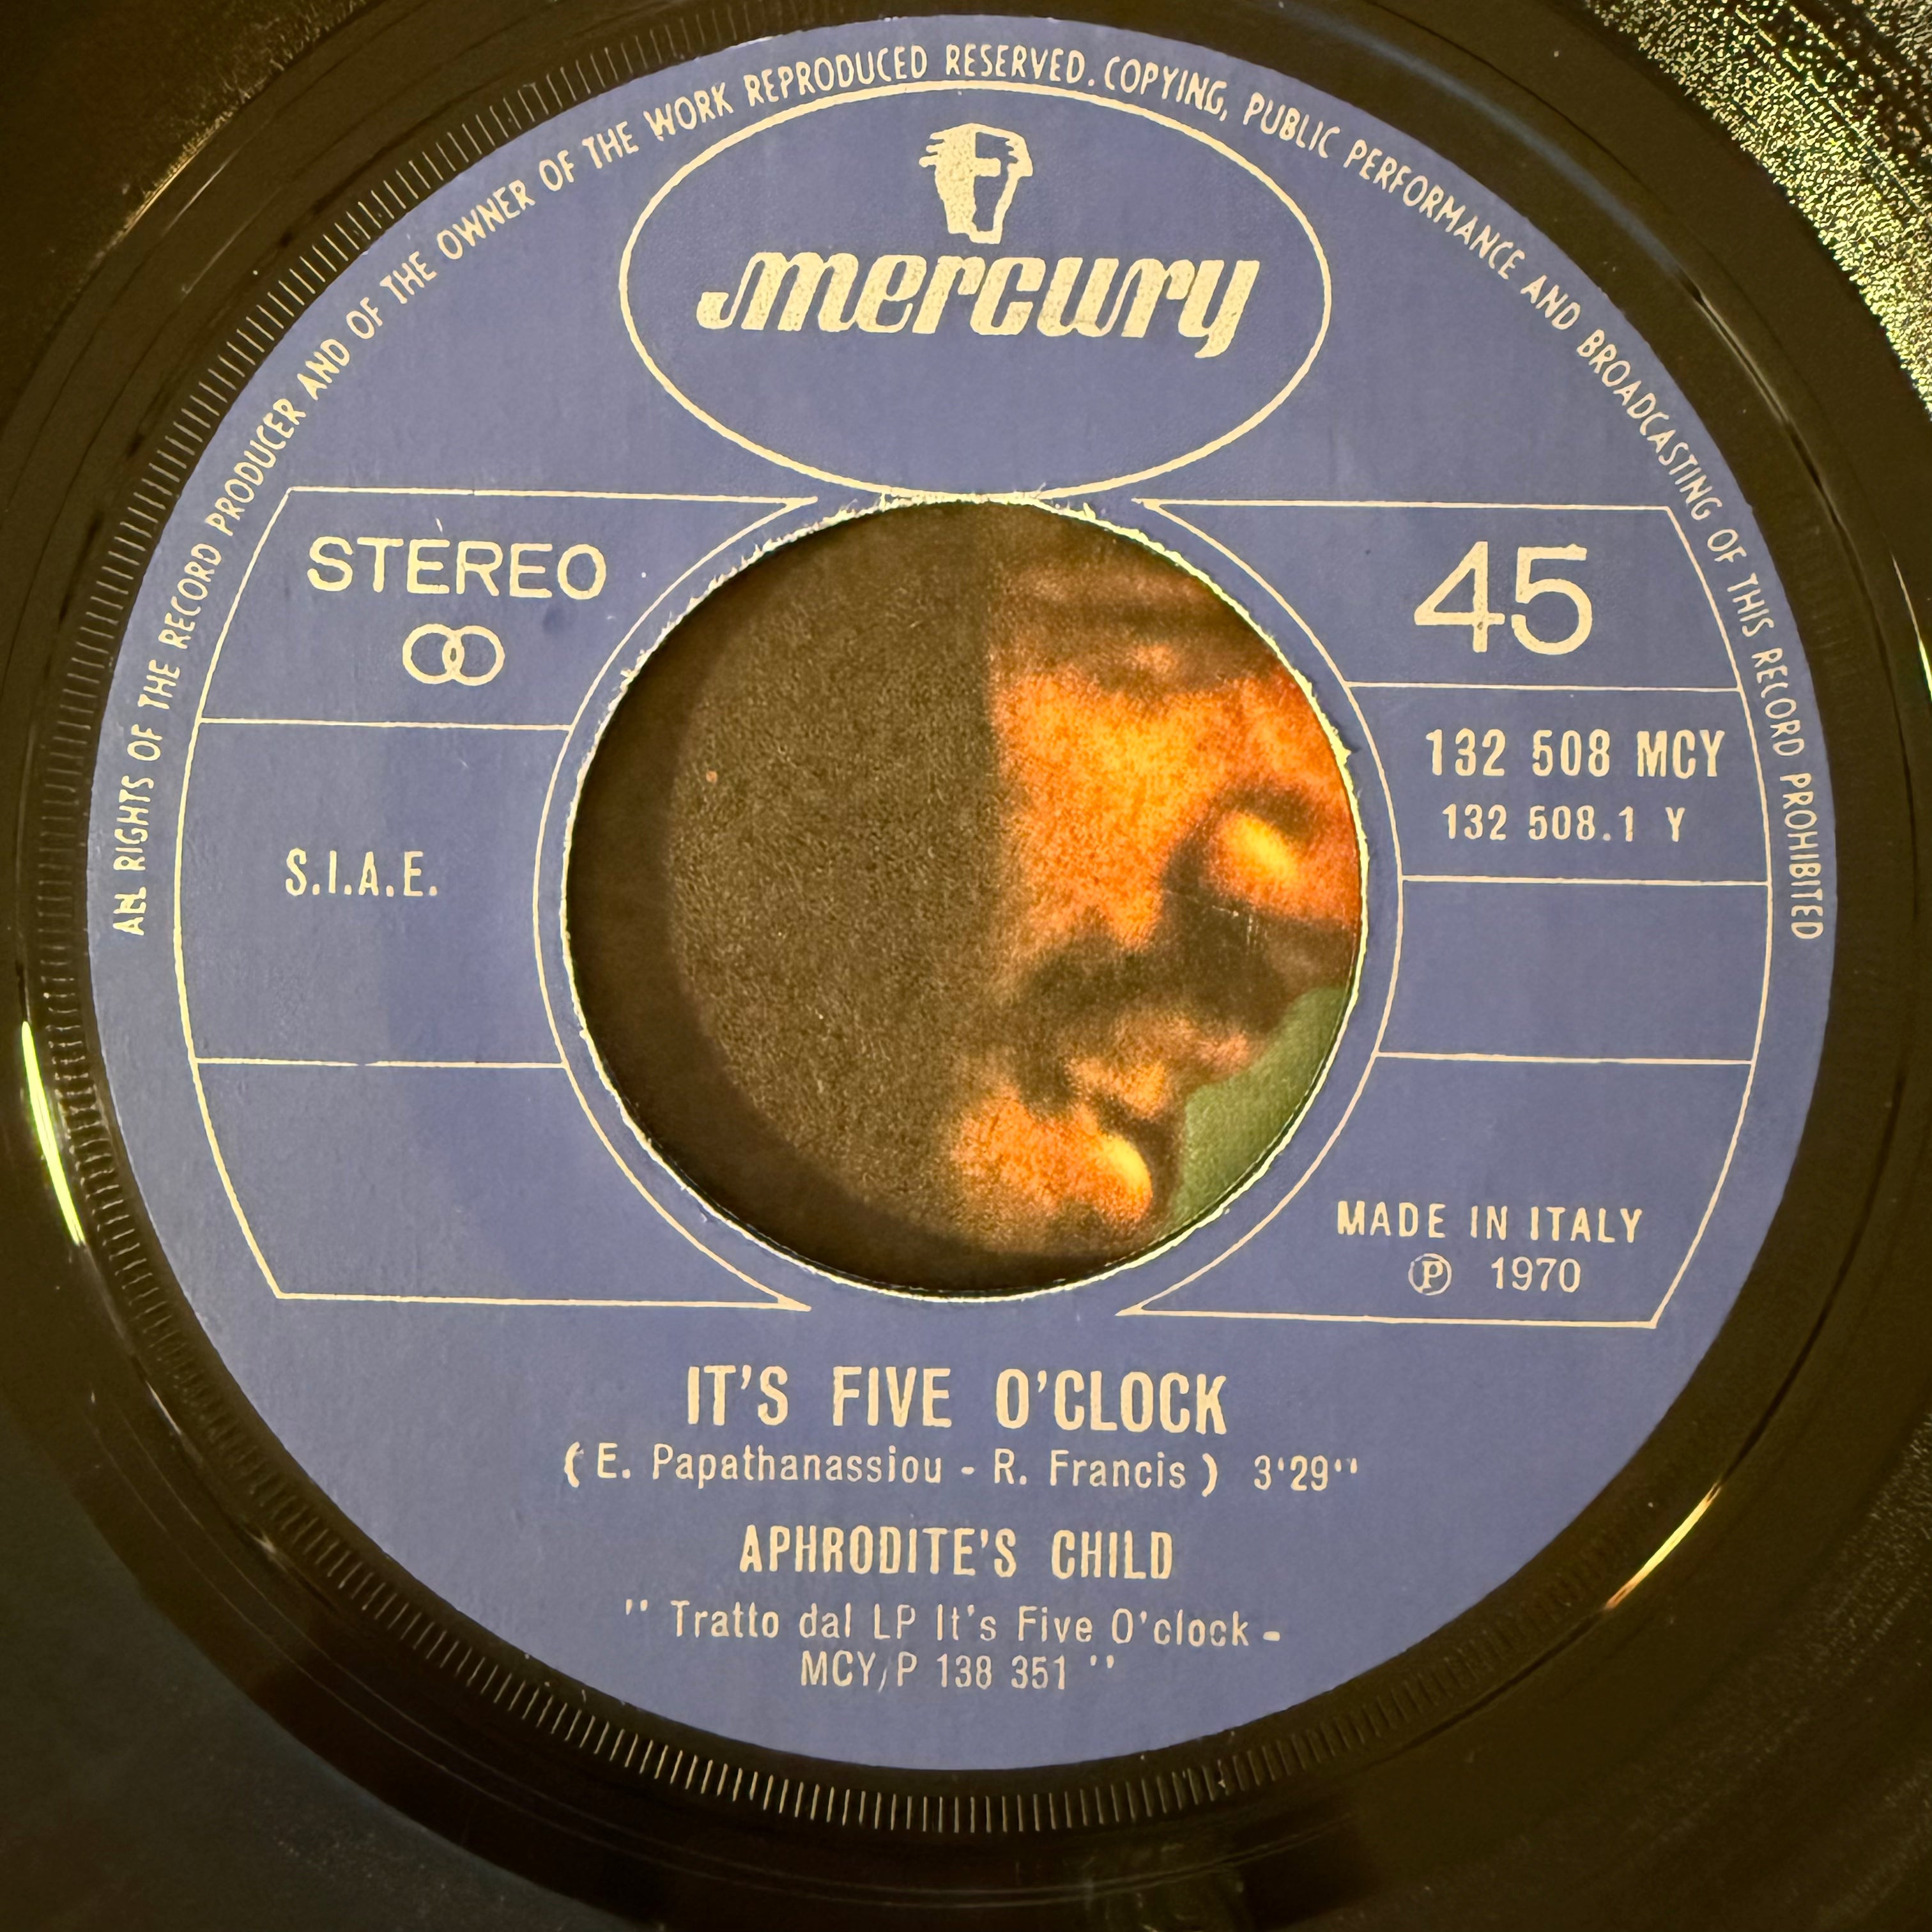 ALL RIGHTS OF THE RECORD PRODUCER AND OF THE OWNER OF THE WORK REPRODUCED RESERVED. COPYING, PUBLIC PERFORMANCE AND BROADCASTING OF THIS RECORD PROHIBITED
mercury
STEREO
45
132 508 MCY
132 508.1 Y
S.I.A.E.
MADE IN ITALY
Ⓟ 1970
IT'S FIVE O'CLOCK
( E. Papathanassiou - R. Francis ) 3'29''
APHRODITE'S CHILD
'' Tratto dal LP It's Five O'clock -
MCY/P 138 351 ''